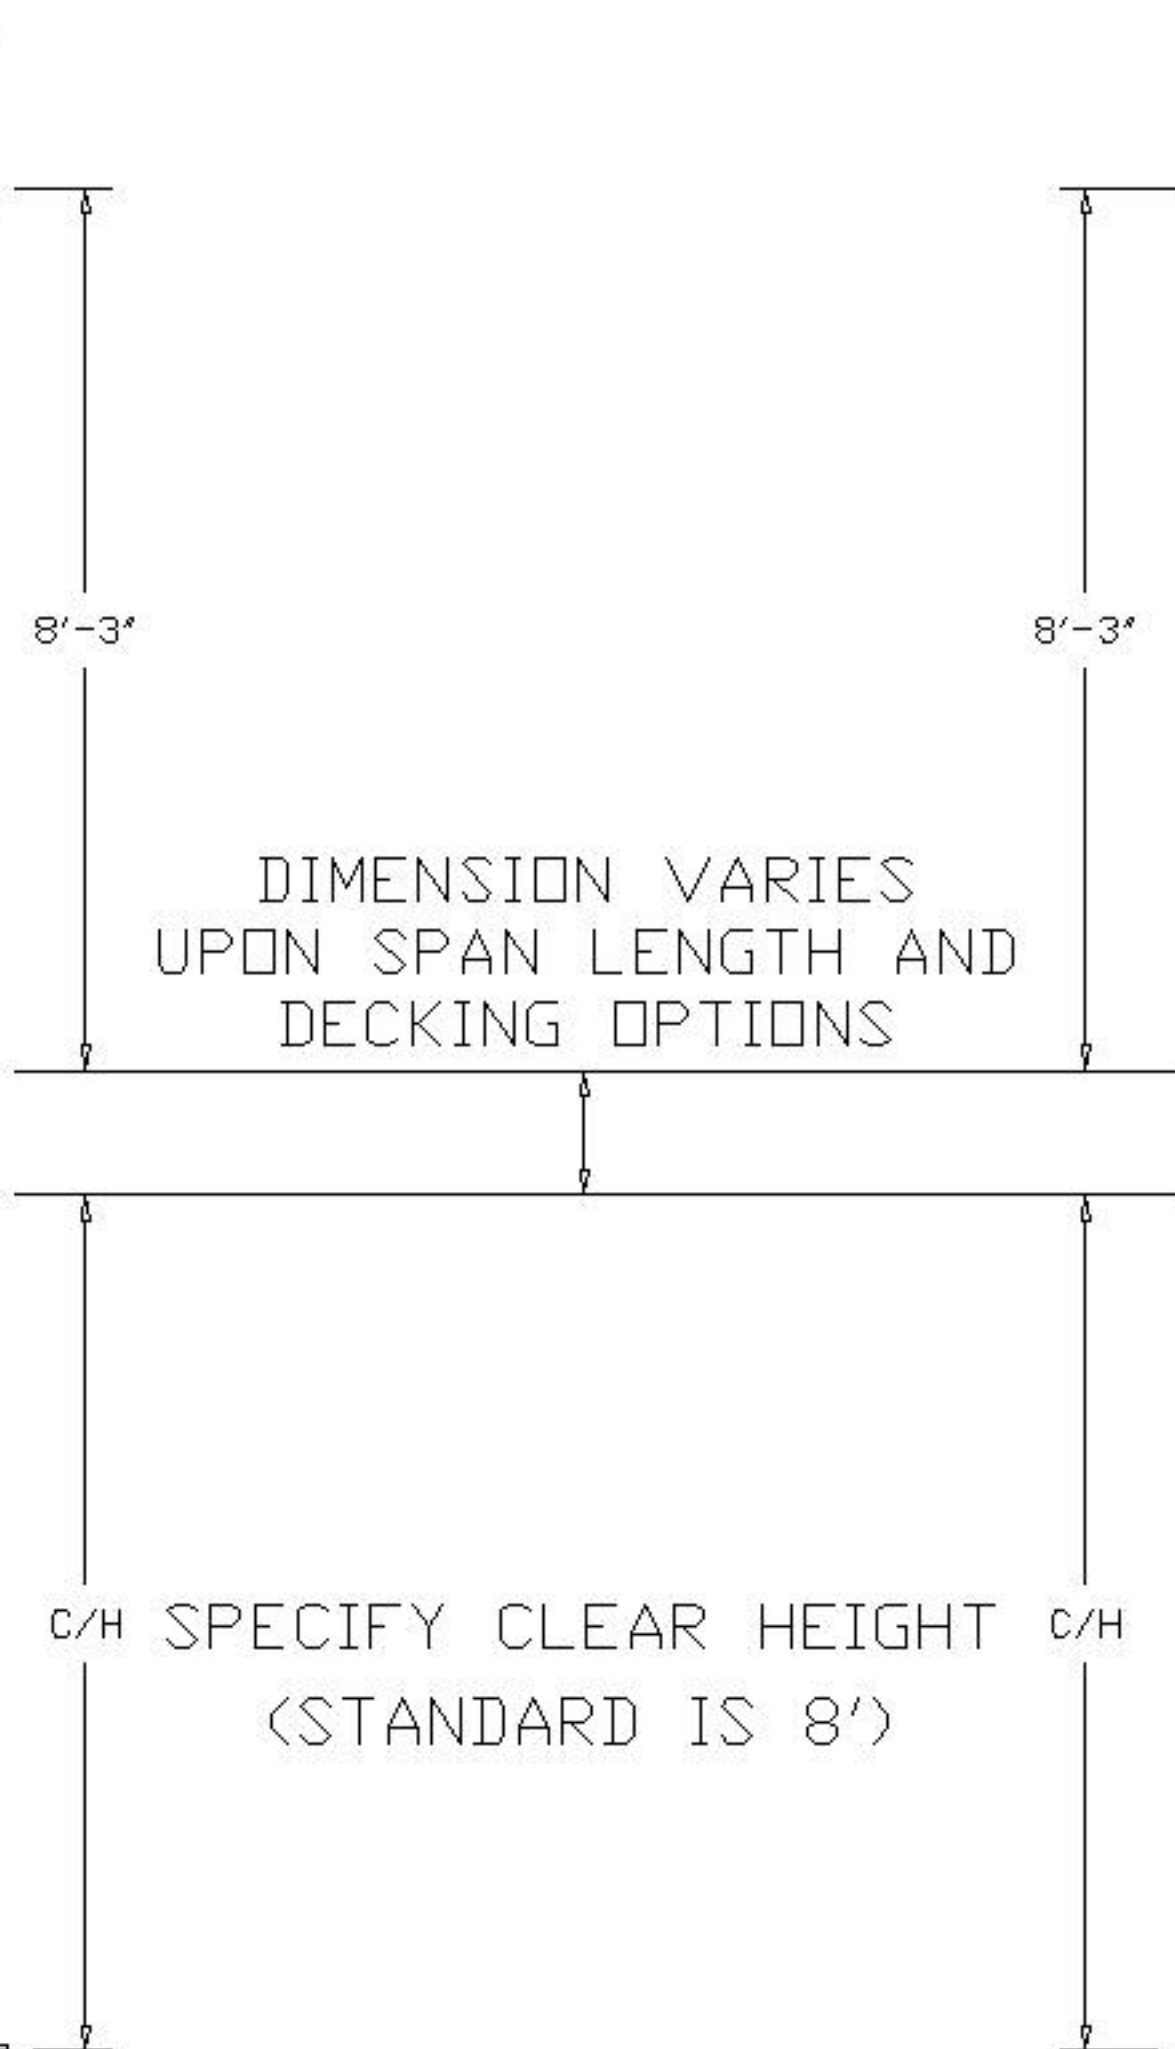 8'-3"
8'-3"
DIMENSION VARIES
UPON SPAN LENGTH AND
DECKING OPTIONS
C/H SPECIFY CLEAR HEIGHT C/H
(STANDARD IS 8')